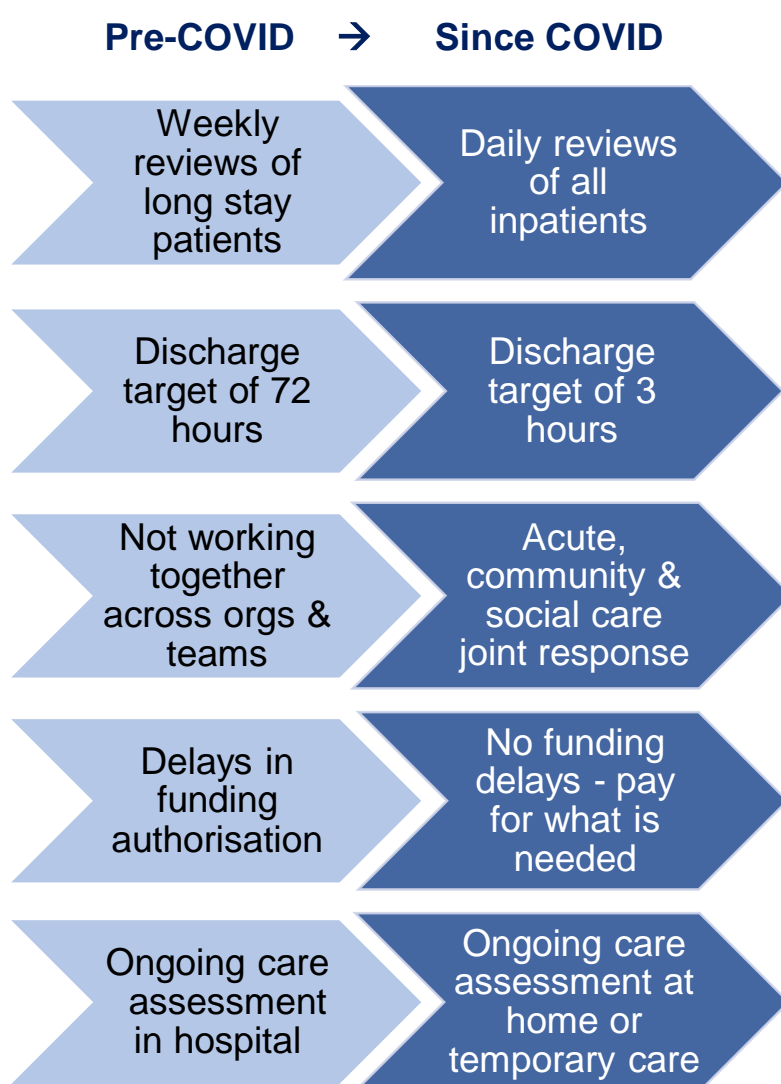 Pre-COVID → Since COVID
Weekly
reviews of
long stay
patients
Daily reviews
of all
inpatients
Discharge
target of 72
hours
Discharge
target of 3
hours
Not working
together
across orgs &
teams
Acute,
community &
social care
joint response
Delays in
funding
authorisation
No funding
delays - pay
for what is
needed
Ongoing care
assessment
in hospital
Ongoing care
assessment at
home or
temporary care